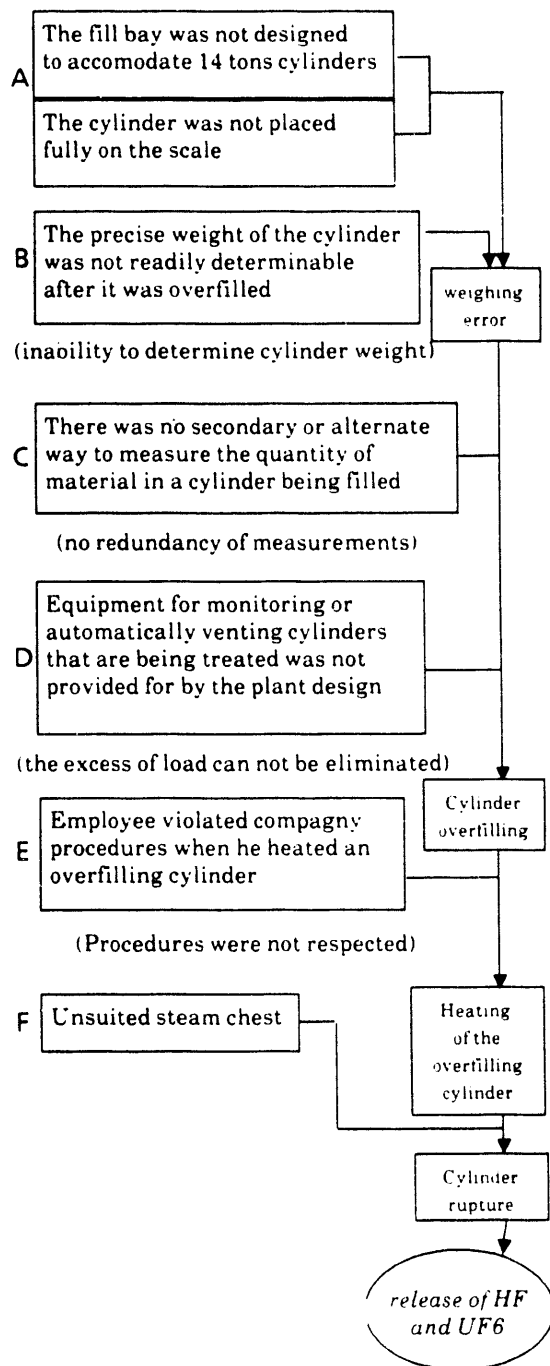 The fill bay was not designed
to accomodate 14 tons cylinders
A
The cylinder was not placed
fully on the scale
The precise weight of the cylinder
B
was not readily determinable
after it was overfilled
weighing
error
(inability to determine cylinder weight)
There was no secondary or alternate
C
way to measure the quantity of
material in a cylinder being filled
(no redundancy of measurements)
Equipment for monitoring or
automatically venting cylinders
D
that are being treated was not
provided for by the plant design
(the excess of load can not be eliminated)
Cylinder
overfilling
Employee violated compagny
E
procedures when he heated an
overfilling cylinder
(Procedures were not respected)
F
Unsuited steam chest
Heating
of the
overfilling
cylinder
Cylinder
rupture
release of HF
and UF6